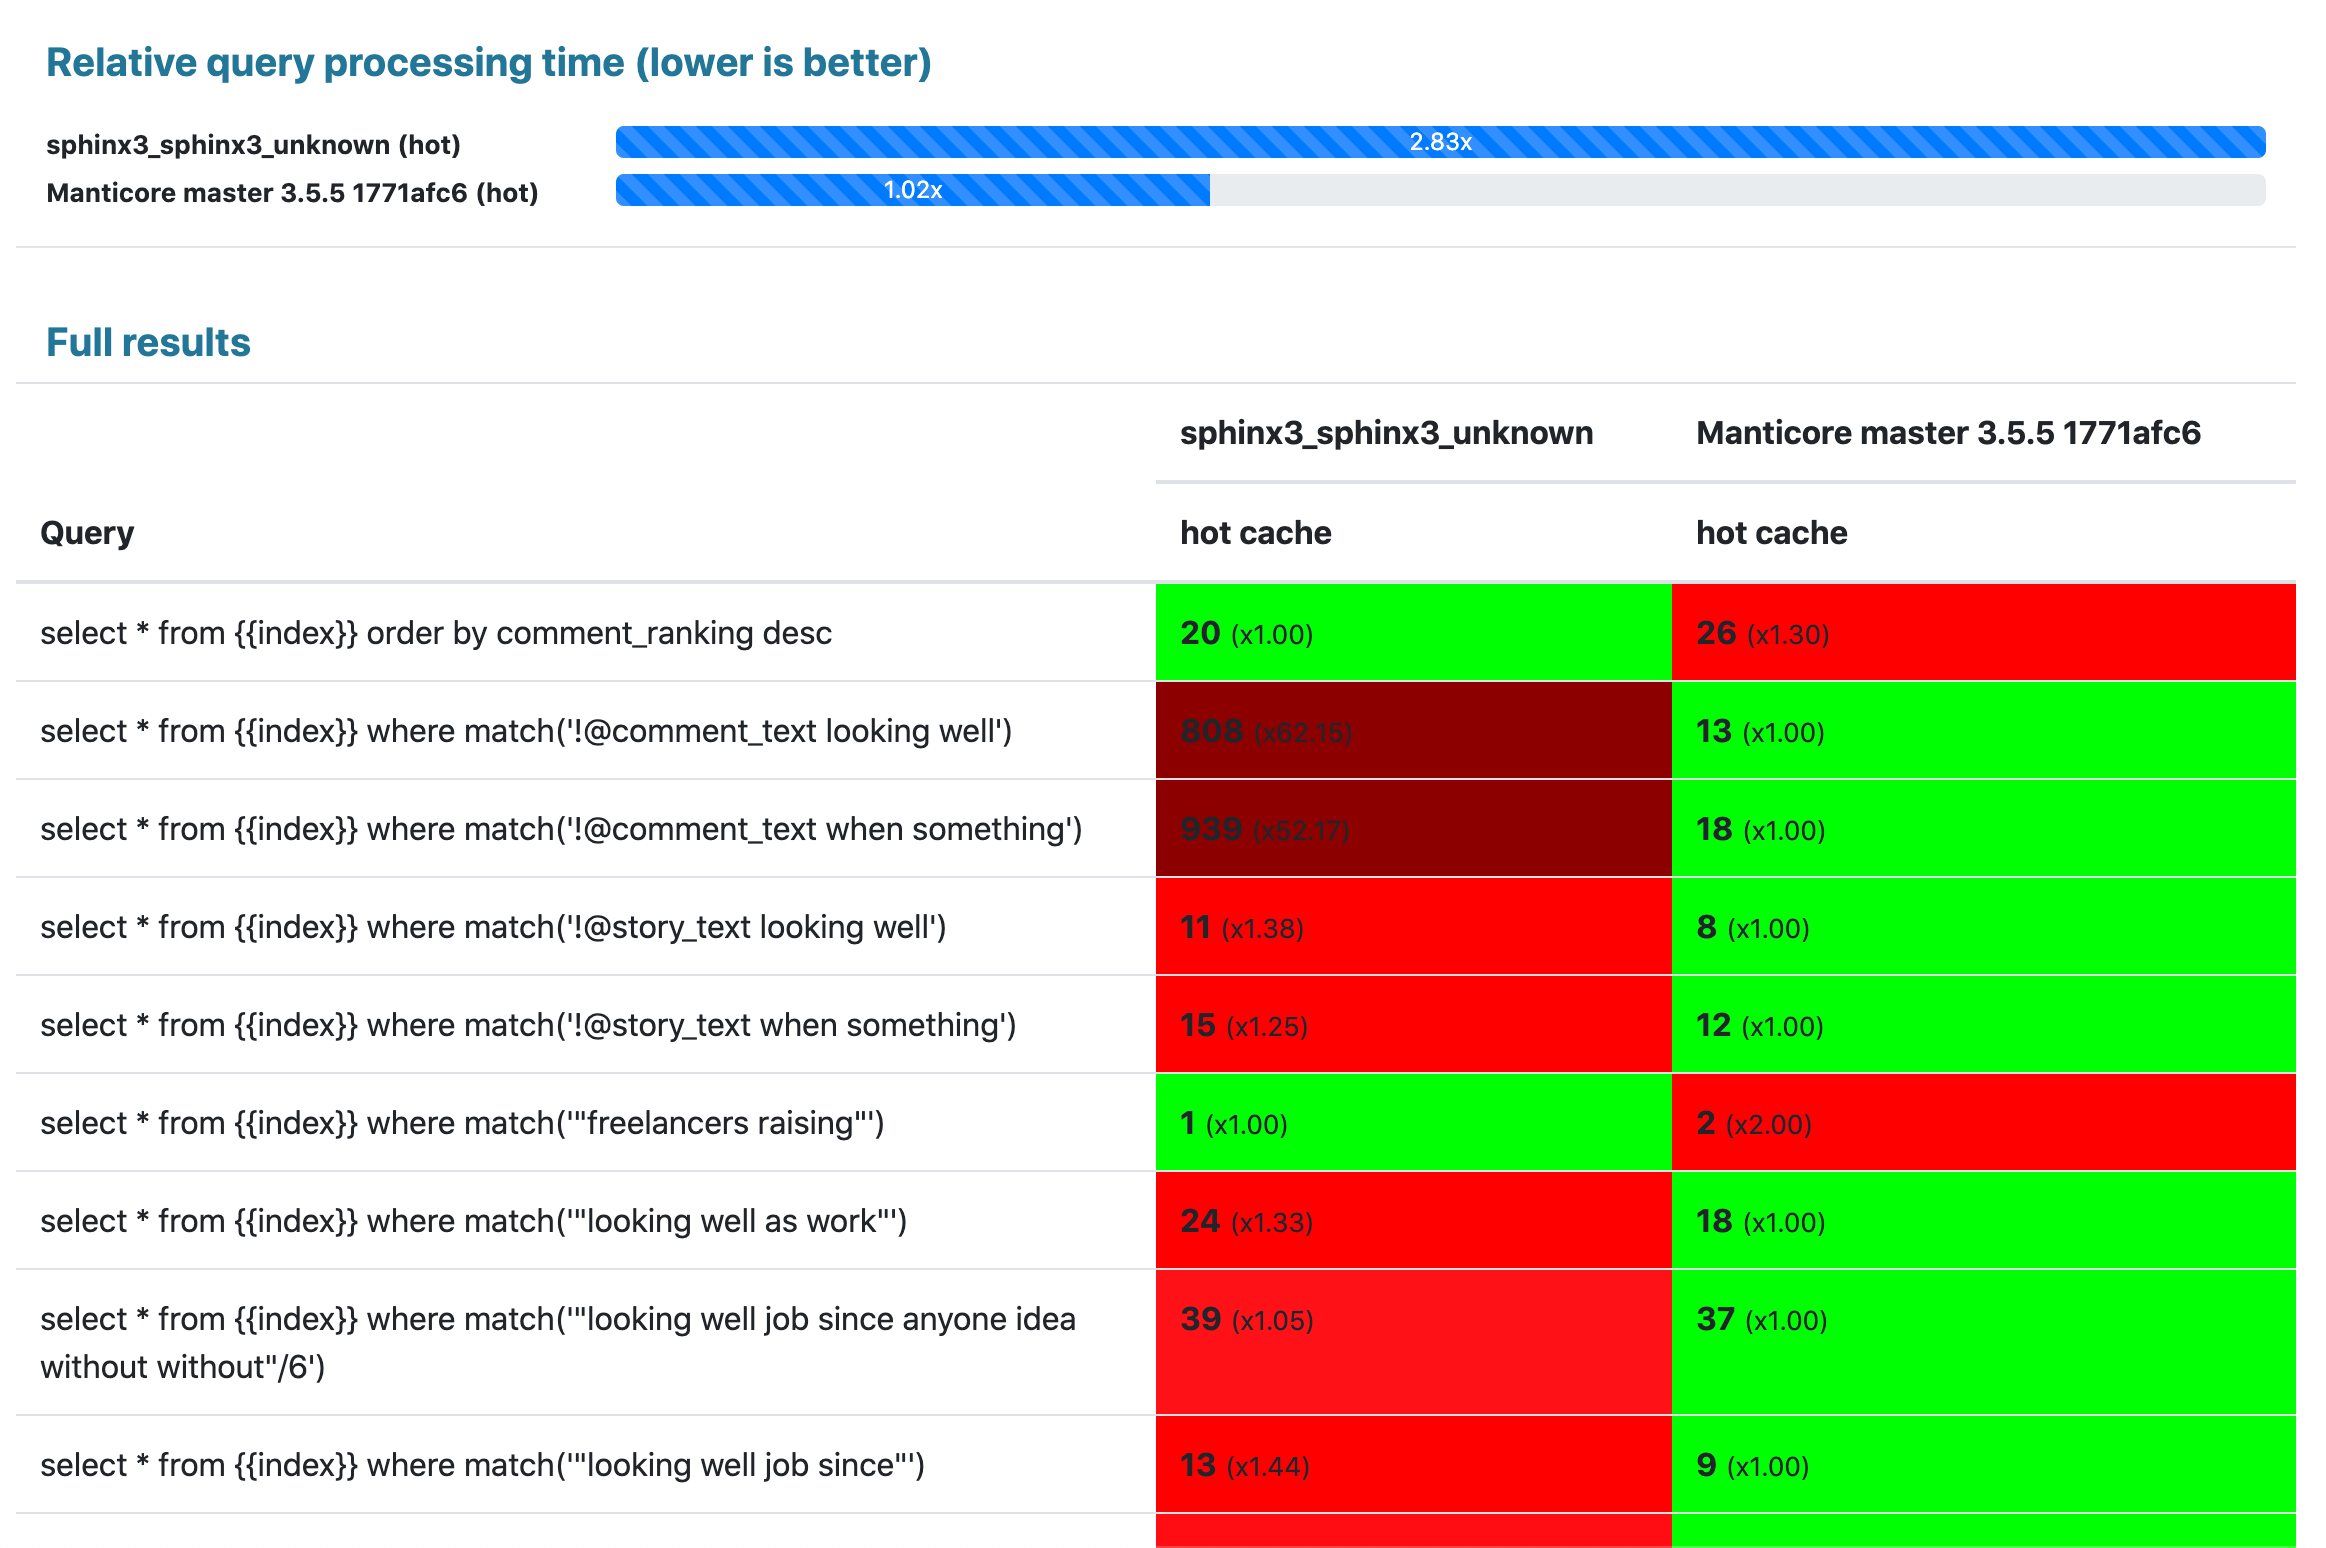 Relative query processing time (lower is better)
sphinx3_sphinx3_unknown (hot)
2.83x
Manticore master 3.5.5 1771afc6 (hot)
1.02x
Full results
sphinx3_sphinx3_unknown Manticore master 3.5.5 1771afc6
Query hot cache hot cache
select * from {{index}} order by comment_ranking desc 20 (x1.00) 26 (x1.30)
select * from {{index}} where match('!@comment_text looking well') 808 (x62.15) 13 (x1.00)
select * from {{index}} where match('!@comment_text when something') 939 (x52.17) 18 (x1.00)
select * from {{index}} where match('!@story_text looking well') 11 (x1.38) 8 (x1.00)
select * from {{index}} where match('!@story_text when something') 15 (x1.25) 12 (x1.00)
select * from {{index}} where match('"freelancers raising"') 1 (x1.00) 2 (x2.00)
select * from {{index}} where match('"looking well as work"') 24 (x1.33) 18 (x1.00)
select * from {{index}} where match('"looking well job since anyone idea 39 (x1.05) 37 (x1.00)
without without"/6')
select * from {{index}} where match('"looking well job since"') 13 (x1.44) 9 (x1.00)